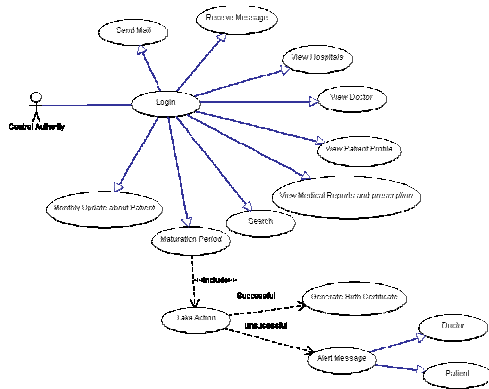 Receive Message
Send Mail
View Hospitals
Login
View Doctor
Central Authority
View Patient Profile
View Medical Reports and prescription
Monthly Update about Patient
Search
Maturation Period
<<include>>
Successful
Generate Birth Certificate
Take Action
unsucessful
Doctor
Alert Message
Patient